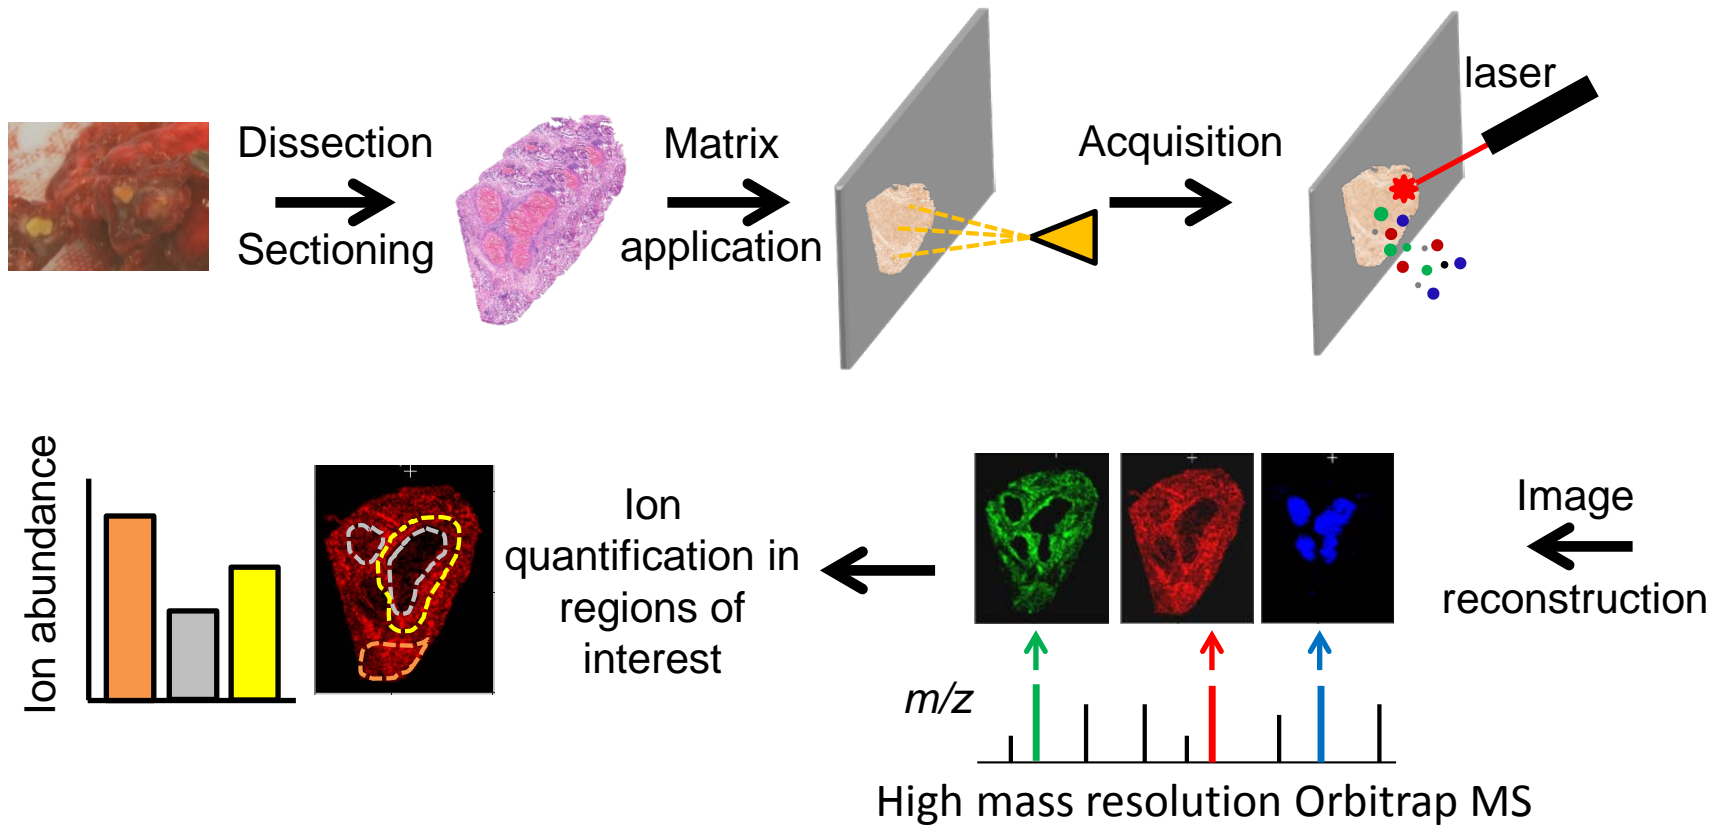 Dissection
Sectioning
Matrix
application
Acquisition
laser
Image
reconstruction
m/z
High mass resolution Orbitrap MS
Ion
quantification in
regions of
interest
Ion abundance